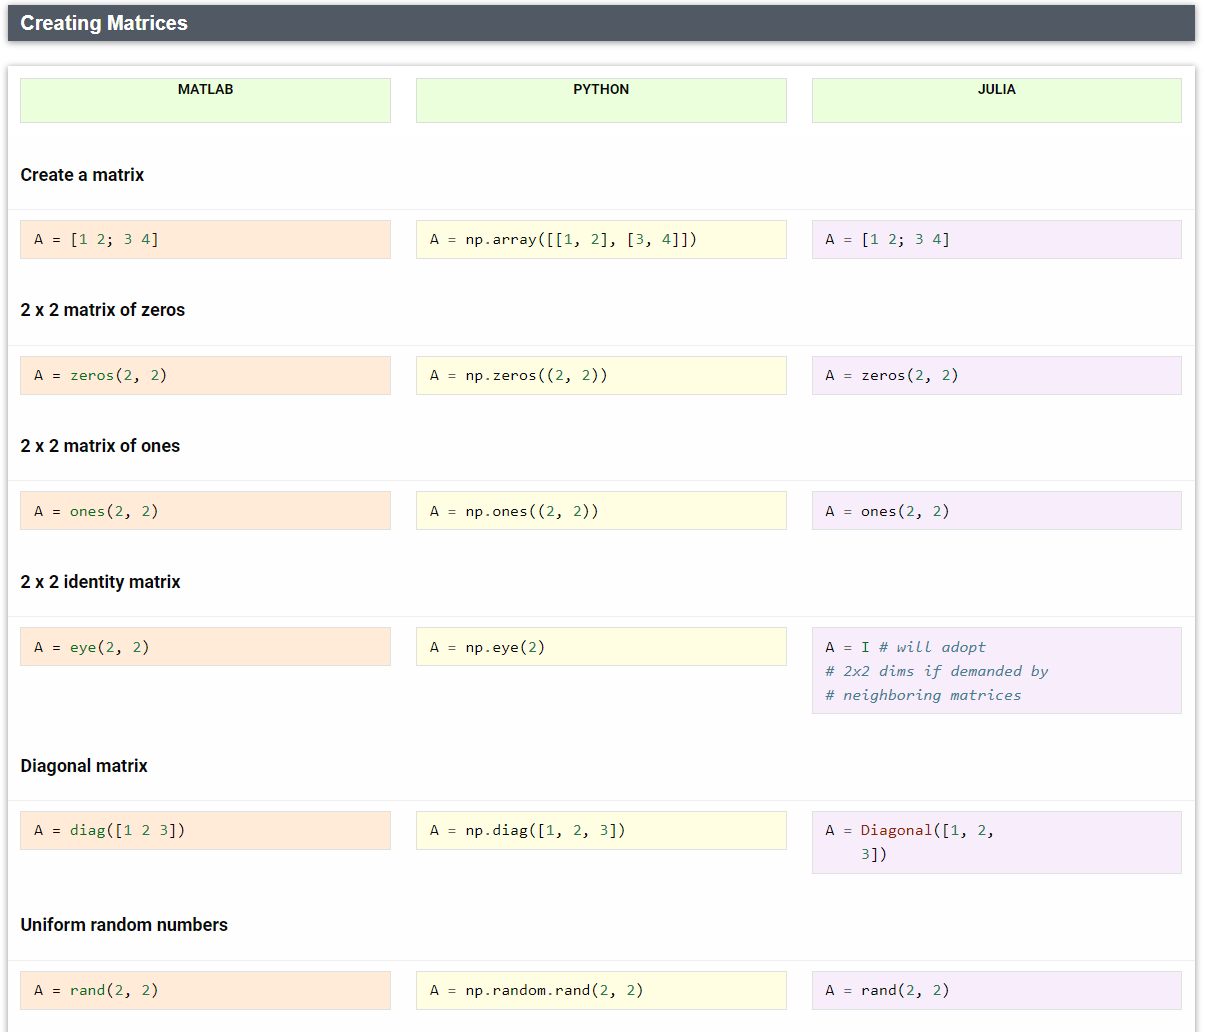 Creating Matrices
MATLAB
PYTHON
JULIA
Create a matrix
A = [1 2; 3 4]
A = np.array([[1, 2], [3, 4]])
A = [1 2; 3 4]
2 x 2 matrix of zeros
A = zeros(2, 2)
A = np.zeros((2, 2))
A = zeros(2, 2)
2 x 2 matrix of ones
A = ones(2, 2)
A = np.ones((2, 2))
A = ones(2, 2)
2 x 2 identity matrix
A = eye(2, 2)
A = np.eye(2)
A = I # will adopt
# 2x2 dims if demanded by
# neighboring matrices
Diagonal matrix
A = diag([1 2 3])
A = np.diag([1, 2, 3])
A = Diagonal([1, 2,
3])
Uniform random numbers
A = rand(2, 2)
A = np.random.rand(2, 2)
A = rand(2, 2)